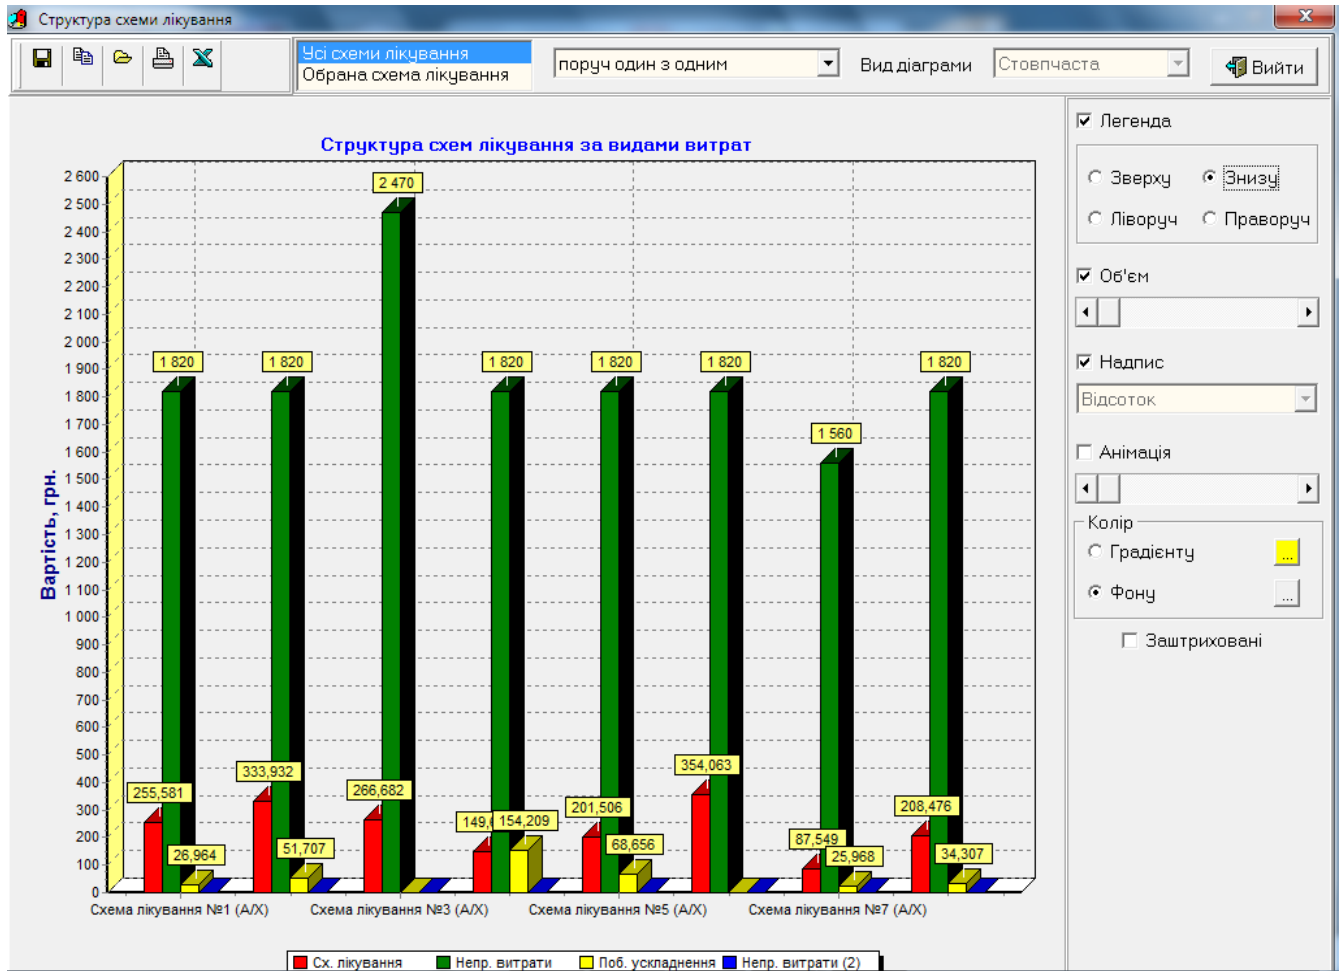 Структура схеми лікування
Усі схеми лікування
Обрана схема лікування
поруч один з одним
Вид діаграми
Стовпчаста
Вийти
Структура схем лікування за видами витрат
Вартість, грн.
2 600
2 500
2 400
2 300
2 200
2 100
2 000
1 900
1 800
1 700
1 600
1 500
1 400
1 300
1 200
1 100
1 000
900
800
700
600
500
400
300
200
100
0
2 470
1 820
1 820
1 820
1 820
1 820
1 560
1 820
255,581
26,964
333,932
51,707
266,682
154,209
201,506
68,656
354,063
87,549
25,968
208,476
34,307
Схема лікування №1 (А/Х)
Схема лікування №3 (А/Х)
Схема лікування №5 (А/Х)
Схема лікування №7 (А/Х)
Сх. лікування
Непр. витрати
Поб. ускладнення
Непр. витрати (2)
Легенда
Зверху
Знизу
Ліворуч
Праворуч
Об'єм
Надпис
Відсоток
Анімація
Колір
Градієнту
...
Фону
...
Заштриховані